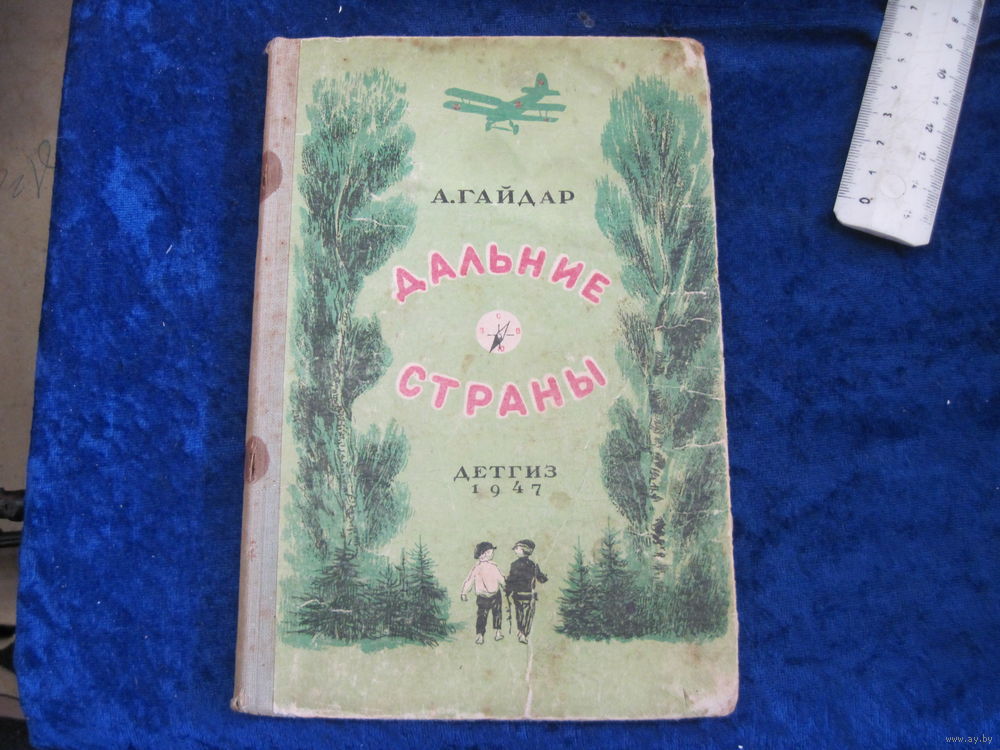 А.ГАЙДАР
ДАЛЬНИЕ
С
З В
Ю
СТРАНЫ
ДЕТГИЗ
1947
www.ay.by